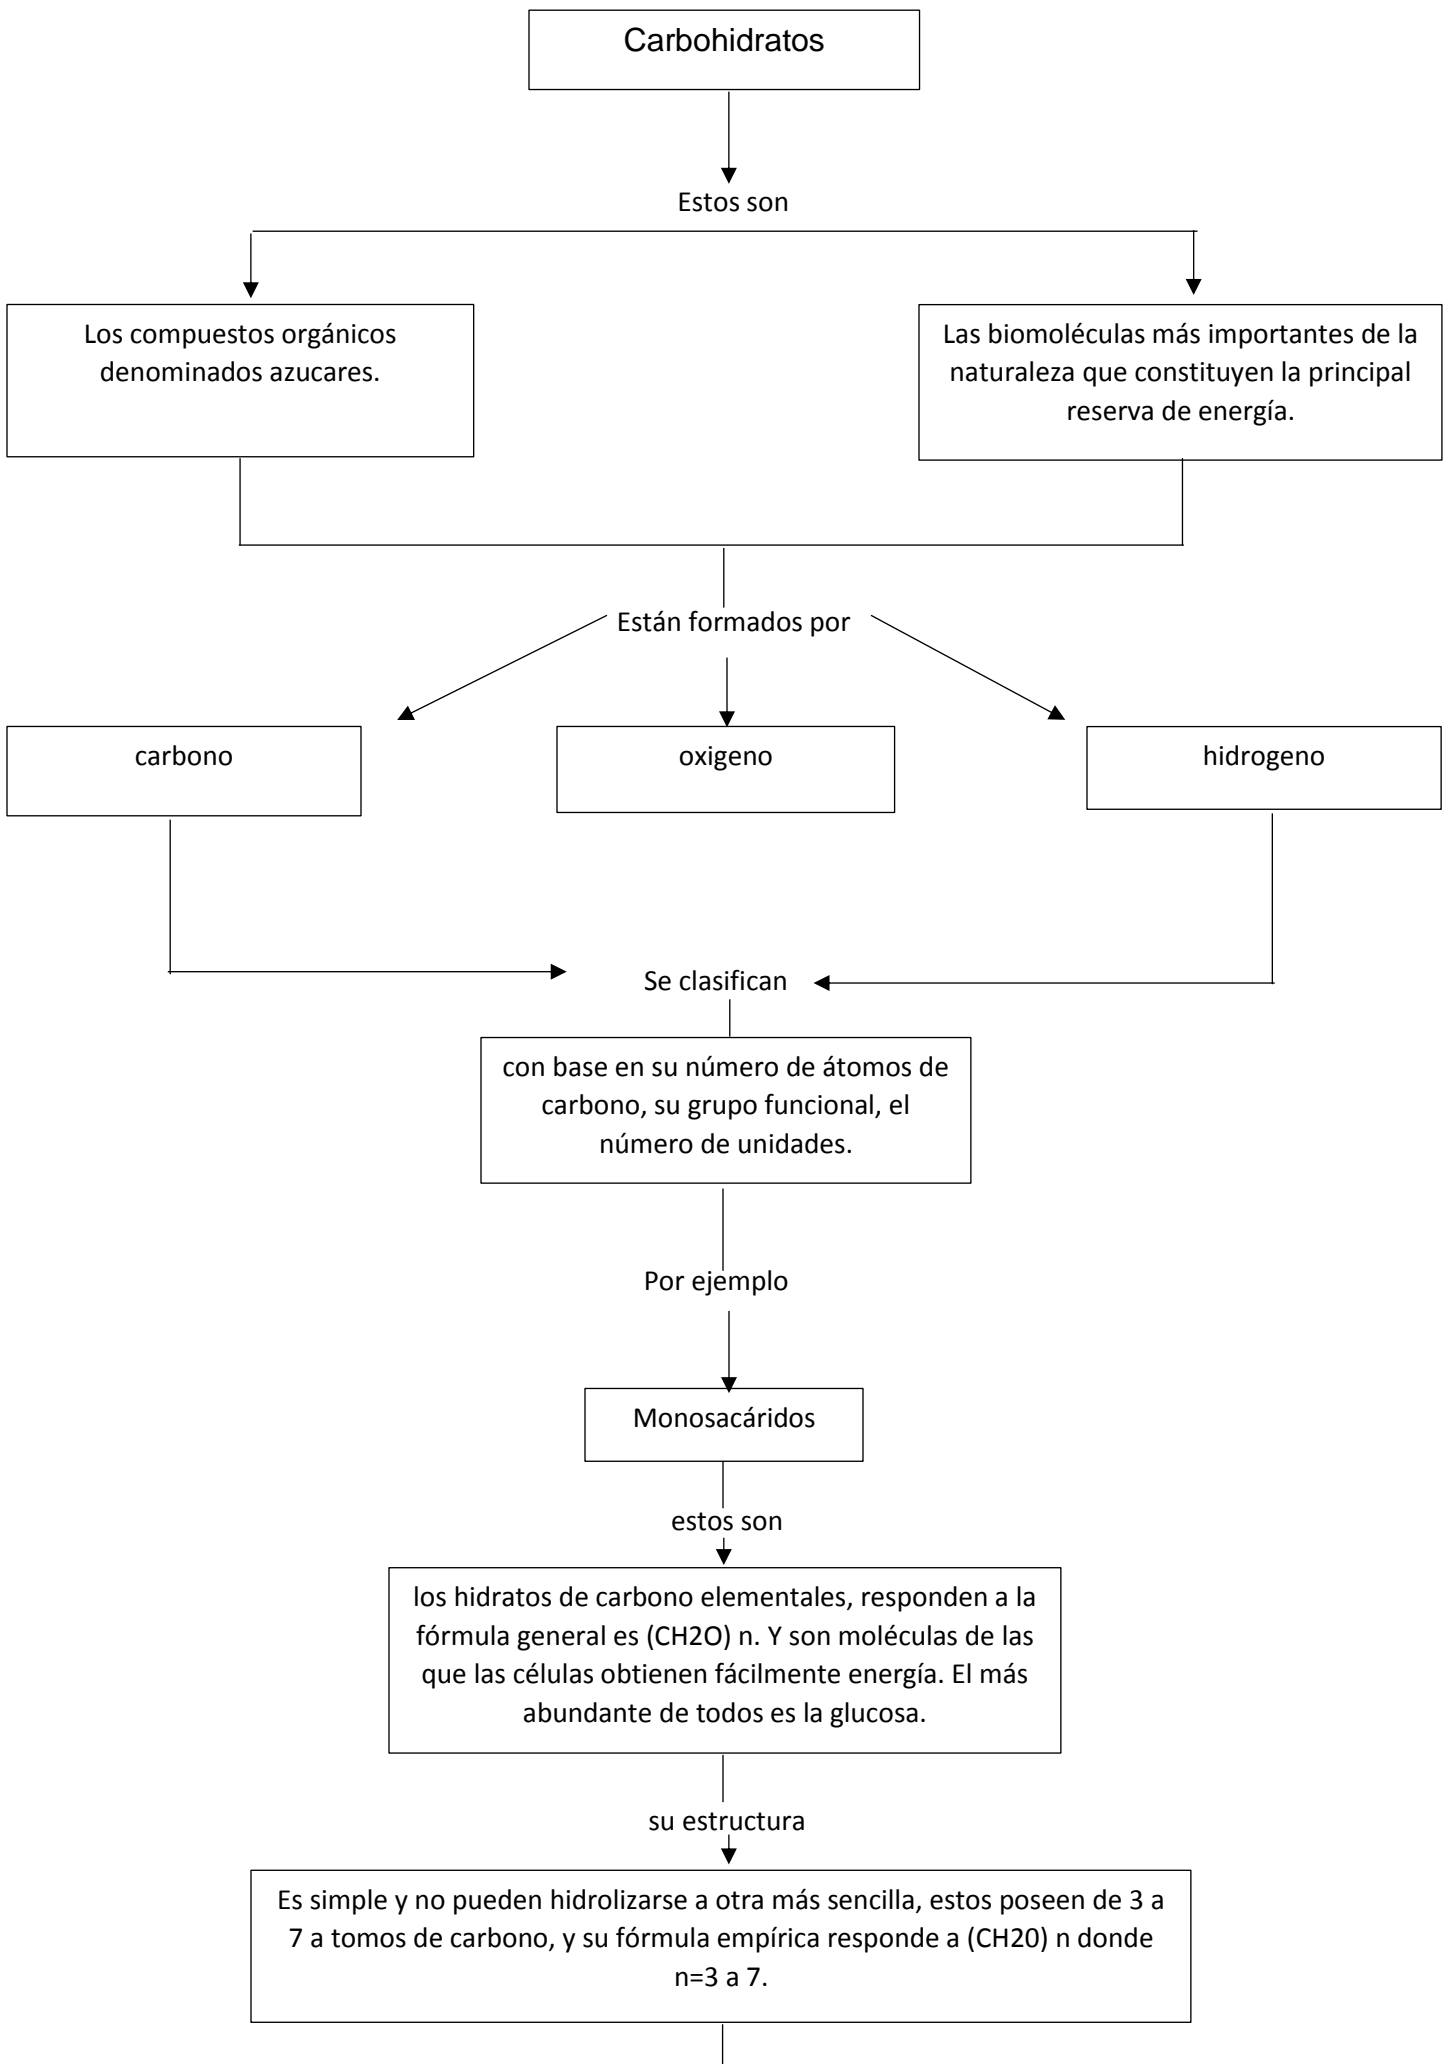 Carbohidratos
Estos son
Los compuestos orgánicos
denominados azucares.
Las biomoléculas más importantes de la
naturaleza que constituyen la principal
reserva de energía.
Están formados por
carbono
oxigeno
hidrogeno
Se clasifican
con base en su número de átomos de
carbono, su grupo funcional, el
número de unidades.
Por ejemplo
Monosacáridos
estos son
los hidratos de carbono elementales, responden a la
fórmula general es (CH2O) n. Y son moléculas de las
que las células obtienen fácilmente energía. El más
abundante de todos es la glucosa.
su estructura
Es simple y no pueden hidrolizarse a otra más sencilla, estos poseen de 3 a
7 a tomos de carbono, y su fórmula empírica responde a (CH20) n donde
n=3 a 7.